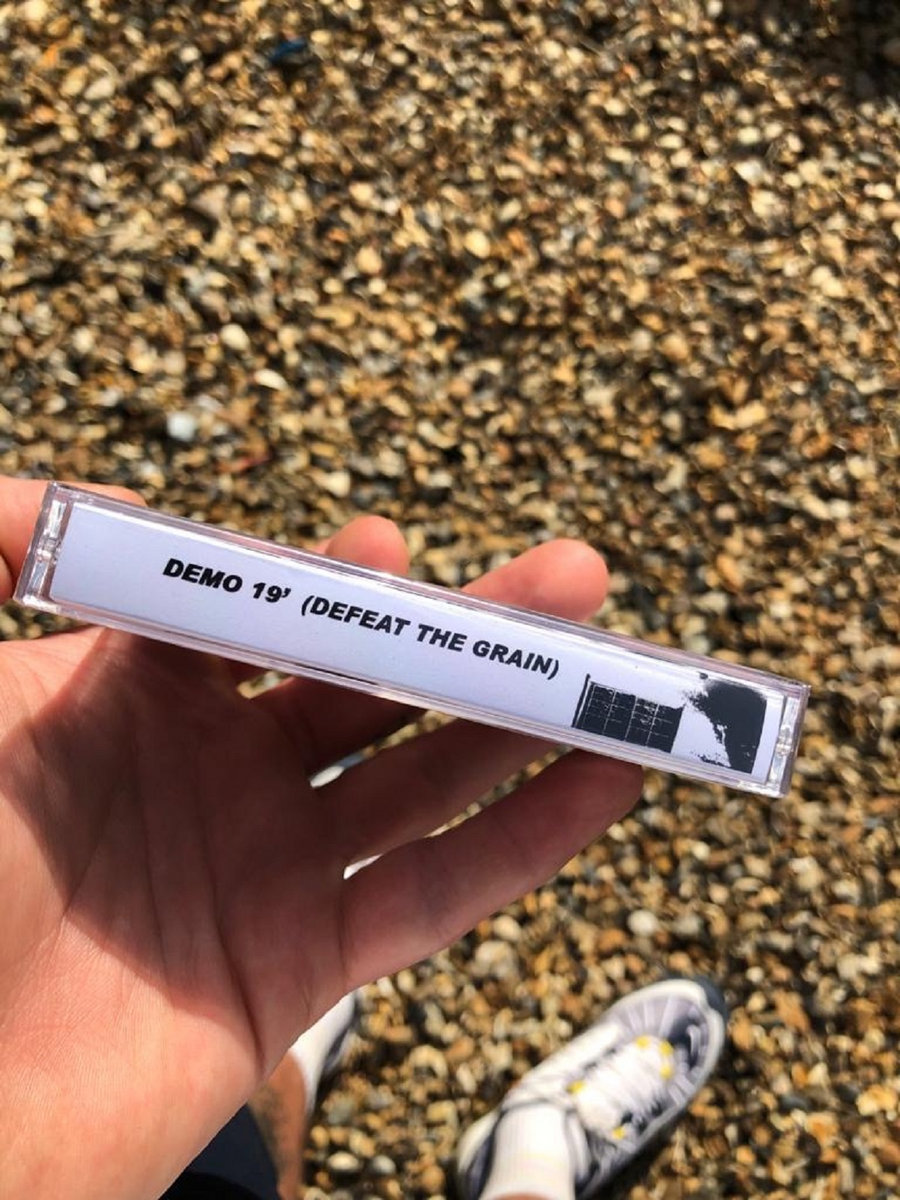 DEMO 19’ (DEFEAT THE GRAIN)